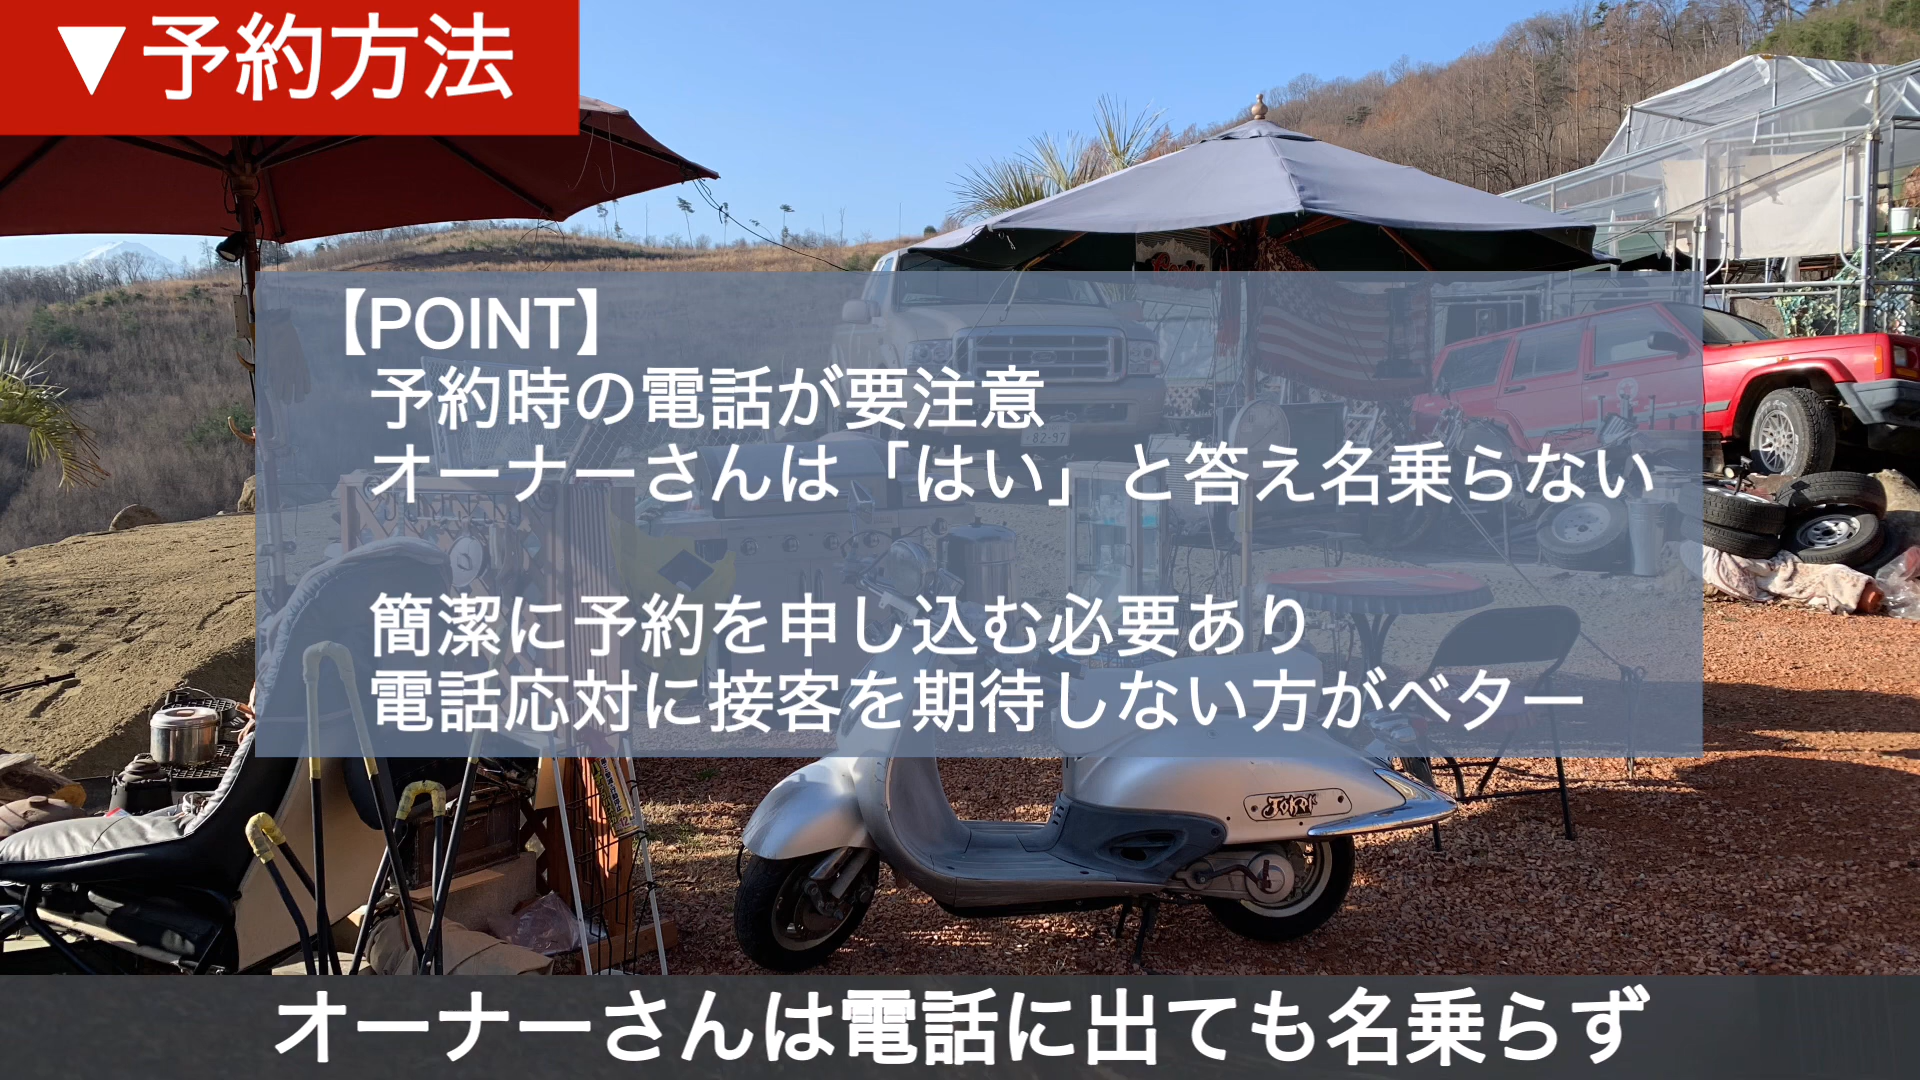 ▼予約方法
【POINT】
予約時の電話が要注意
オーナーさんは「はい」と答え名乗らない
簡潔に予約を申し込む必要あり
電話応対に接客を期待しない方がベター
82-97
Joker
オーナーさんは電話に出ても名乗らず